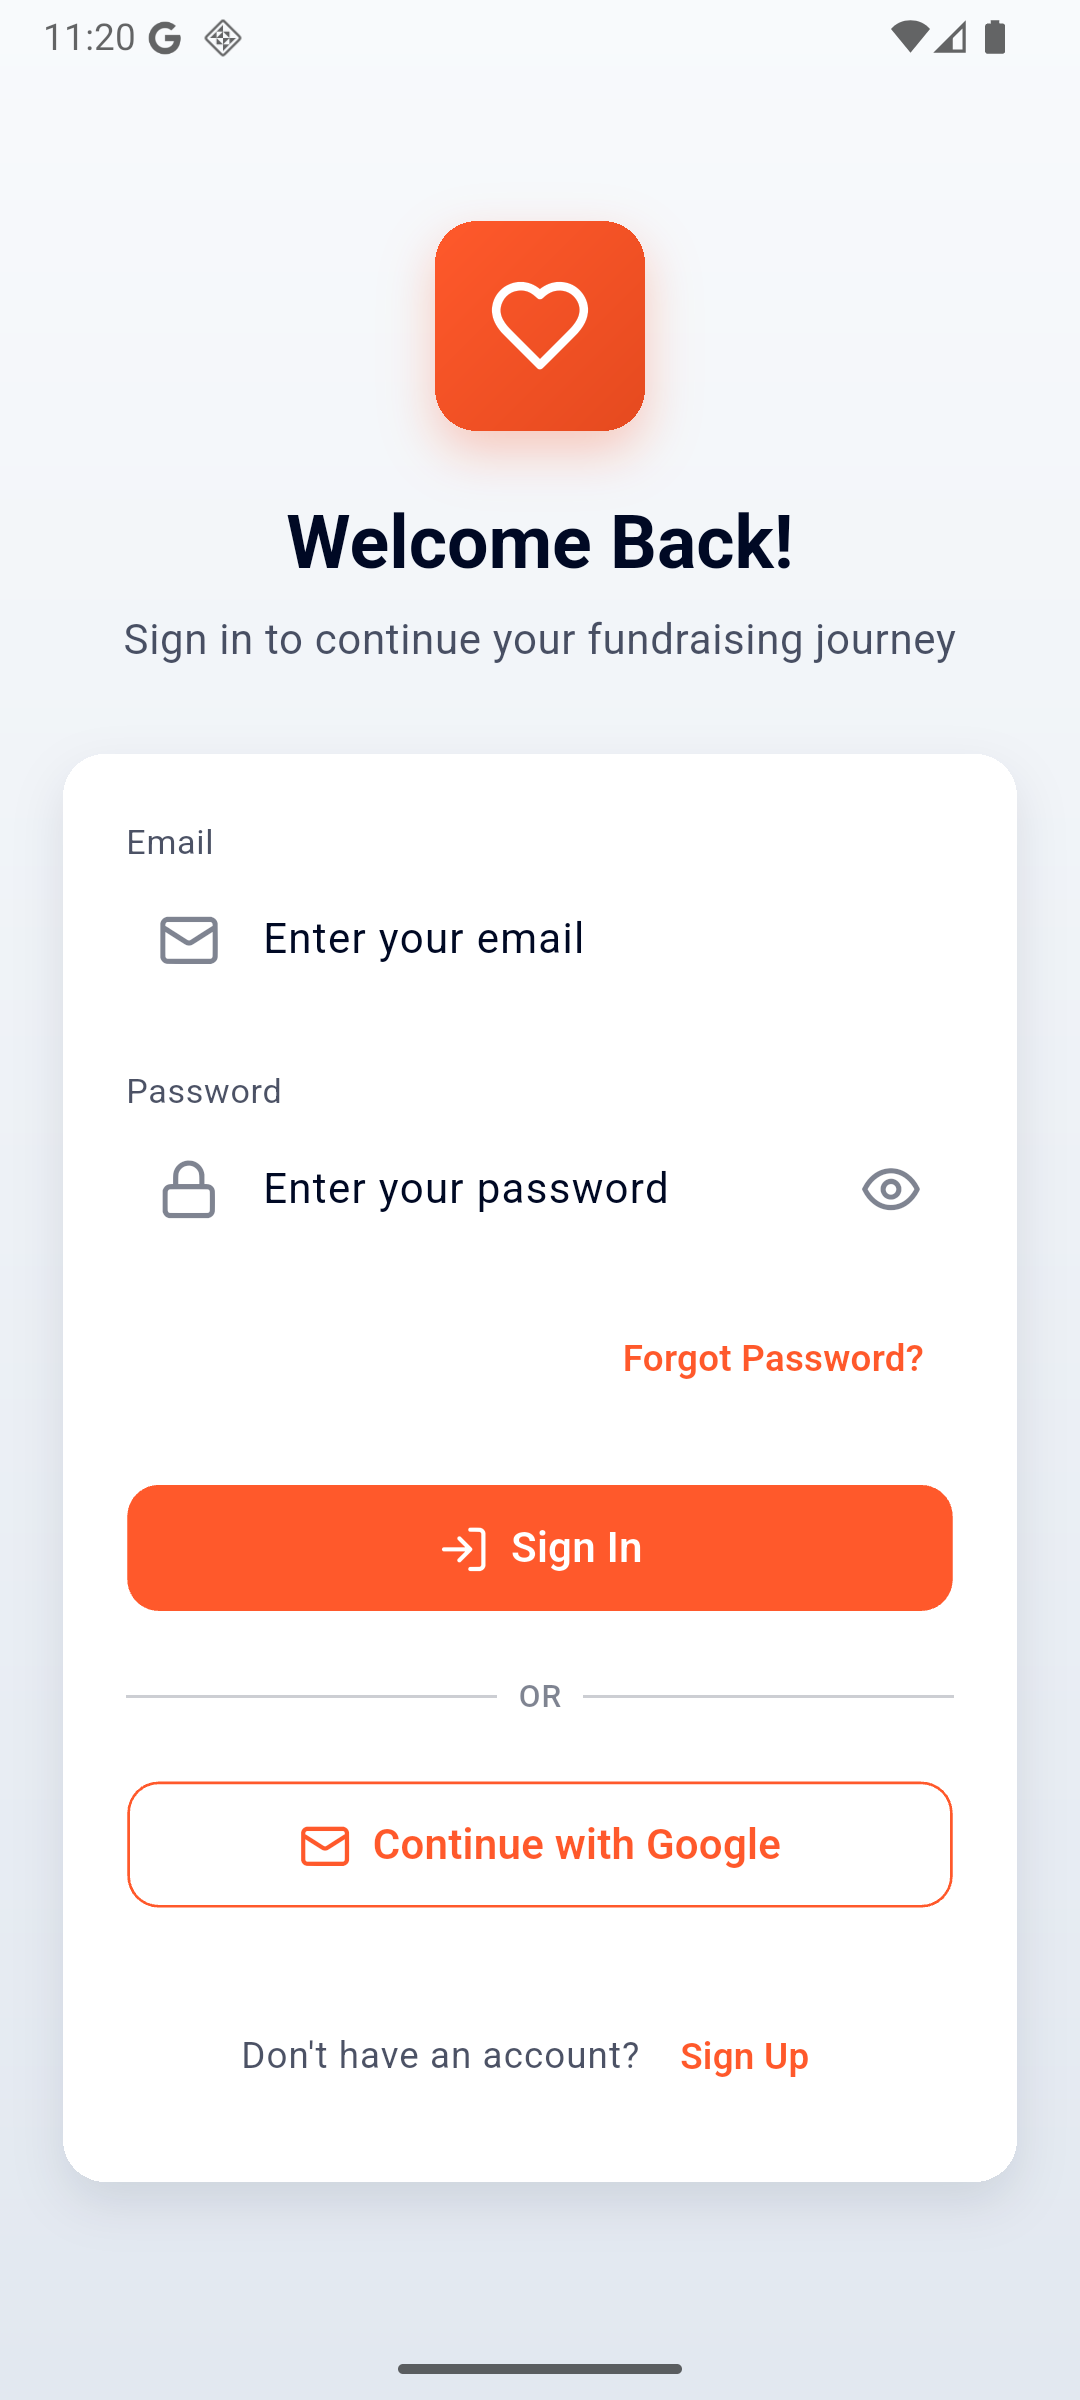 11:20
Welcome Back!
Sign in to continue your fundraising journey
Email
Enter your email
Password
Enter your password
Forgot Password?
Sign In
OR
Continue with Google
Don't have an account? Sign Up